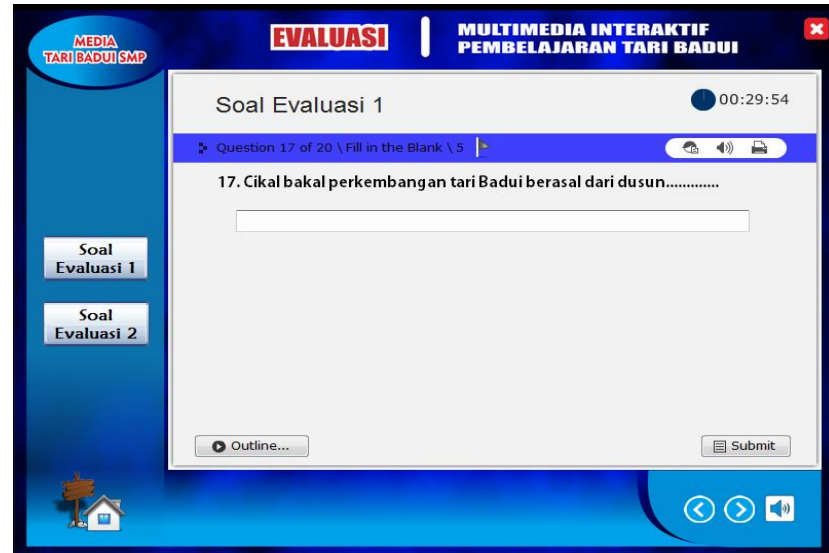 MEDIA
TARI BADUI SMP
EVALUASI
MULTIMEDIA INTERAKTIF
PEMBELAJARAN TARI BADUI
Soal Evaluasi 1
00:29:54
Question 17 of 20 \ Fill in the Blank \ 5
17. Cikal bakal perkembangan tari Badui berasal dari dusun.............
Soal
Evaluasi 1
Soal
Evaluasi 2
Outline...
Submit